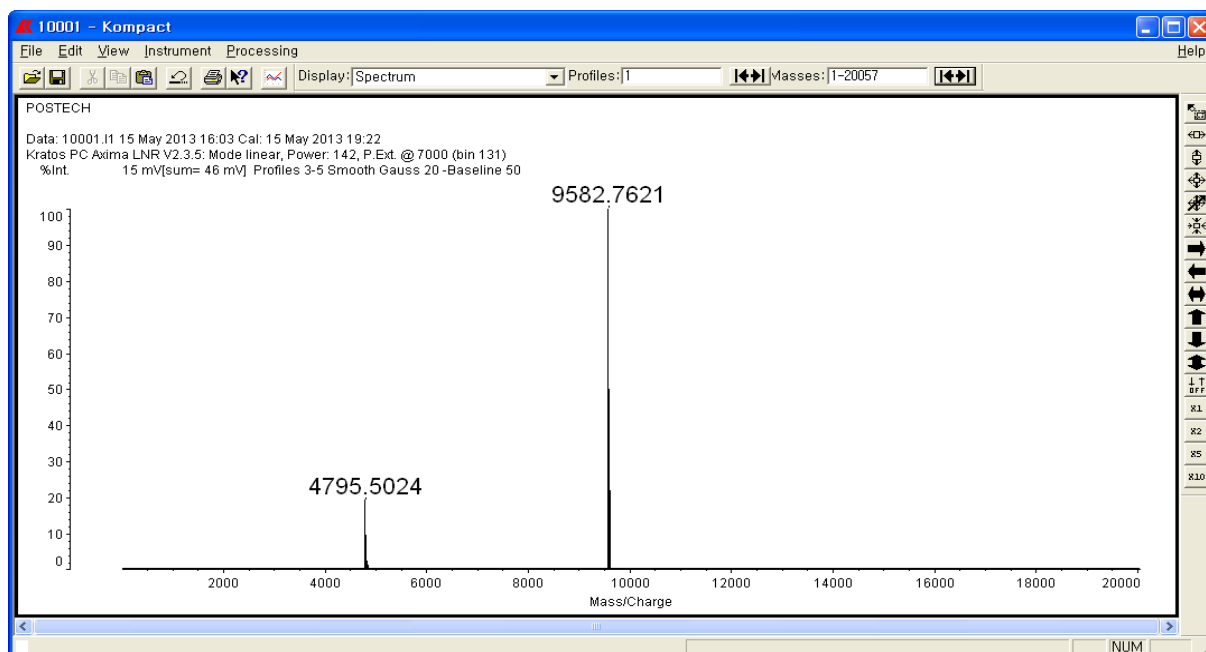 10001 - Kompact
File Edit View Instrument Processing Help
Display: Spectrum Profiles: 1 Masses: 1-20057
POSTECH
Data: 10001.I1 15 May 2013 16:03 Cal: 15 May 2013 19:22
Kratos PC Axima LNR V2.3.5: Mode linear, Power: 142, P.Ext. @ 7000 (bin 131)
%Int. 15 mV[sum= 46 mV] Profiles 3-5 Smooth Gauss 20 -Baseline 50
9582.7621
100
90
80
70
60
50
40
30
4795.5024
20
10
0
2000 4000 6000 8000 10000 12000 14000 16000 18000 20000
Mass/Charge
OFF
X1
X2
X5
X10
NUM